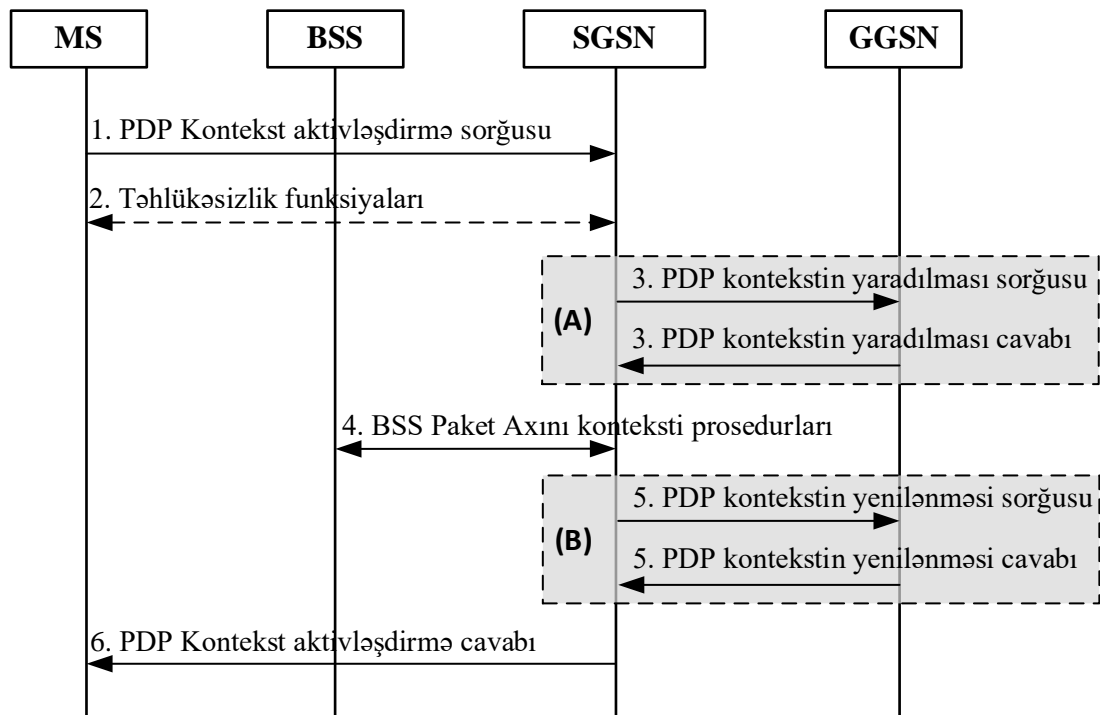 MS BSS SGSN GGSN
1. PDP Kontekst aktivləşdirmə sorğusu
2. Təhlükəsizlik funksiyaları
3. PDP kontekstin yaradılması sorğusu
(A)
3. PDP kontekstin yaradılması cavabı
4. BSS Paket Axını konteksti prosedurları
5. PDP kontekstin yenilənməsi sorğusu
(B)
5. PDP kontekstin yenilənməsi cavabı
6. PDP Kontekst aktivləşdirmə cavabı